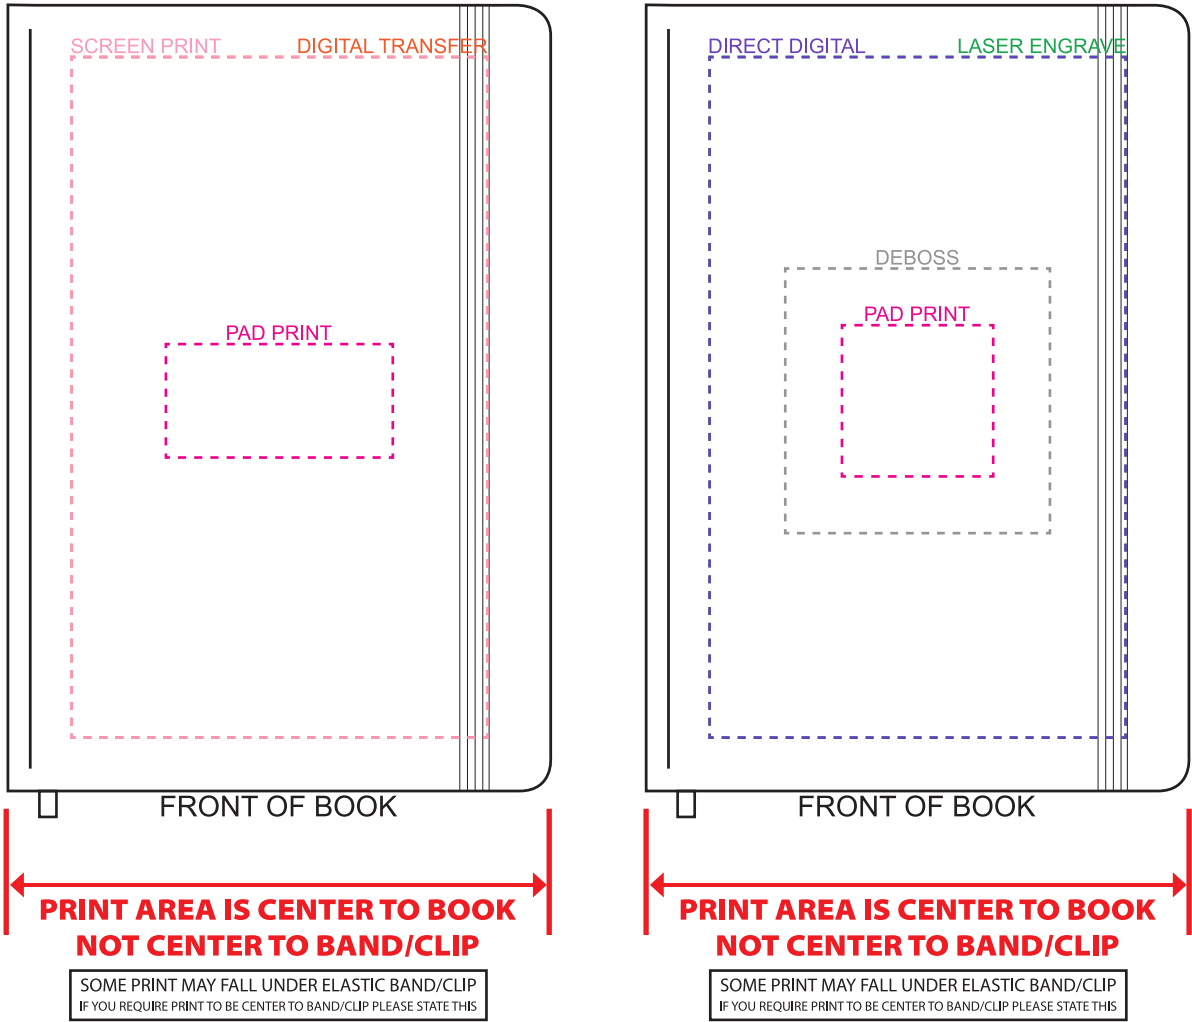 SCREEN PRINT DIGITAL TRANSFER
PAD PRINT
FRONT OF BOOK
PRINT AREA IS CENTER TO BOOK
NOT CENTER TO BAND/CLIP
SOME PRINT MAY FALL UNDER ELASTIC BAND/CLIP
IF YOU REQUIRE PRINT TO BE CENTER TO BAND/CLIP PLEASE STATE THIS
DIRECT DIGITAL LASER ENGRAVE
DEBOSS
PAD PRINT
FRONT OF BOOK
PRINT AREA IS CENTER TO BOOK
NOT CENTER TO BAND/CLIP
SOME PRINT MAY FALL UNDER ELASTIC BAND/CLIP
IF YOU REQUIRE PRINT TO BE CENTER TO BAND/CLIP PLEASE STATE THIS